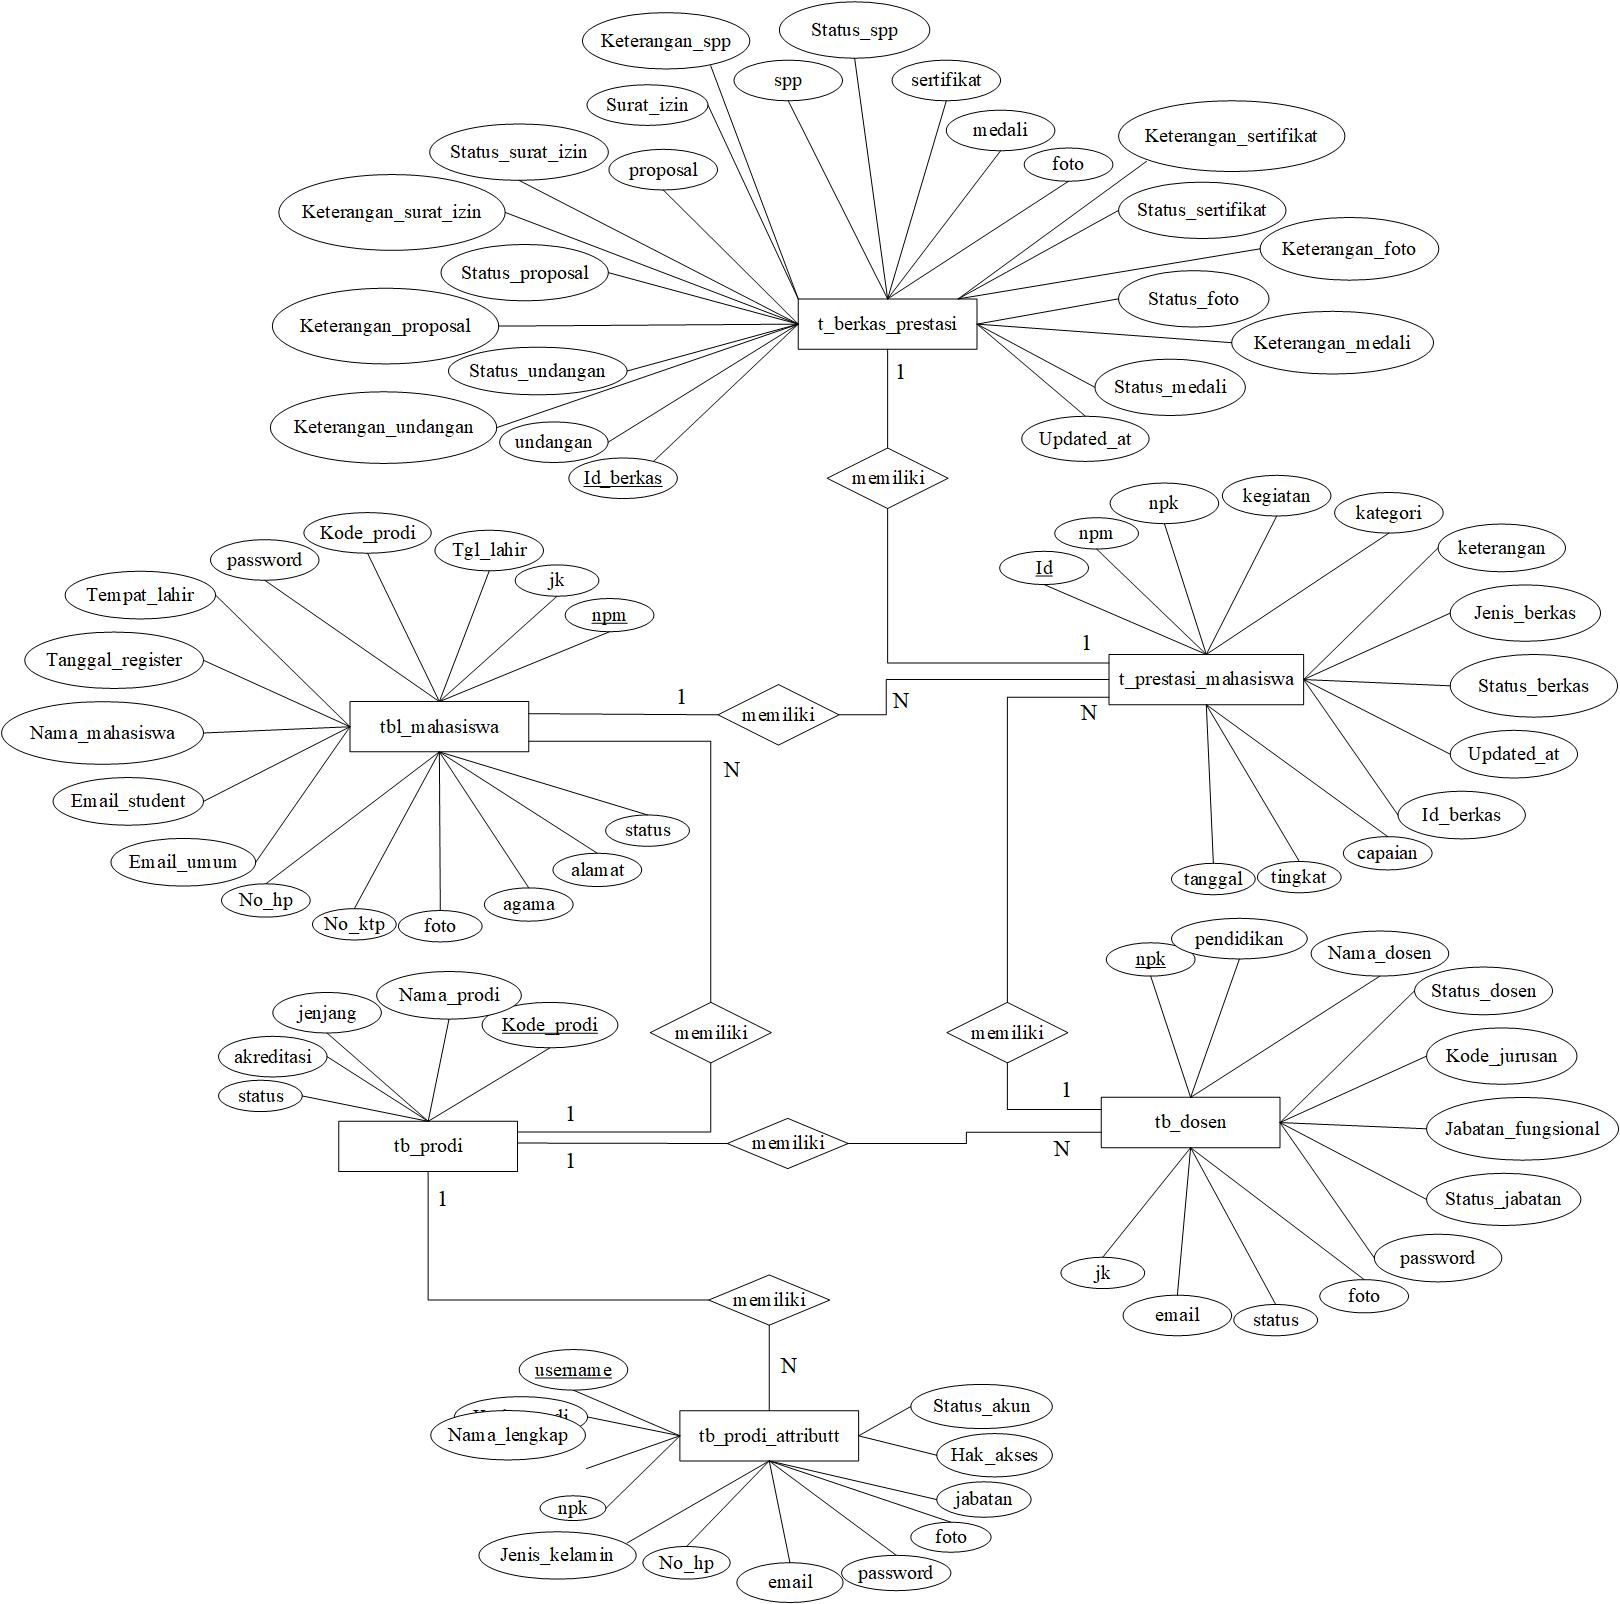 Status_spp
Keterangan_spp
spp
sertifikat
Surat_izin
medali
Keterangan_sertifikat
Status_surat_izin
proposal
foto
Keterangan_surat_izin
Status_sertifikat
Keterangan_foto
Status_proposal
Status_foto
Keterangan_proposal
t_berkas_prestasi
Keterangan_medali
Status_undangan
1
Status_medali
Keterangan_undangan
undangan
Updated_at
Id_berkas
memiliki
kegiatan
npk
kategori
npm
Kode_prodi
Tgl_lahir
keterangan
password
Id
jk
Tempat_lahir
npm
Jenis_berkas
1
Tanggal_register
t_prestasi_mahasiswa
Status_berkas
1
N
memiliki
N
tbl_mahasiswa
Nama_mahasiswa
N
Updated_at
Email_student
Id_berkas
status
capaian
Email_umum
alamat
tanggal
tingkat
No_hp
agama
No_ktp
foto
pendidikan
Nama_dosen
npk
Status_dosen
Nama_prodi
jenjang
Kode_prodi
memiliki
memiliki
akreditasi
Kode_jurusan
status
1
1
tb_dosen
Jabatan_fungsional
tb_prodi
memiliki
N
1
1
Status_jabatan
password
jk
memiliki
foto
email
status
N
username
Status_akun
Nama_lengkap
tb_prodi_attributt
Hak_akses
jabatan
npk
foto
Jenis_kelamin
No_hp
password
email